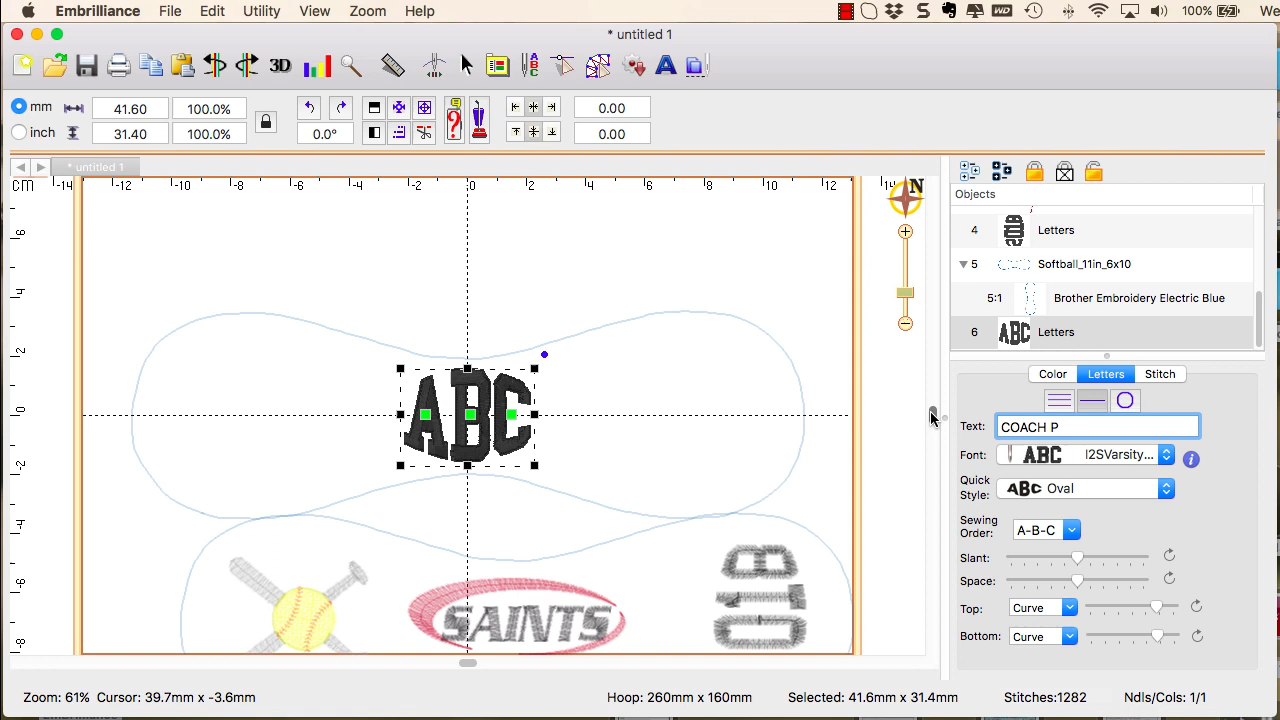 Embrilliance File Edit Utility View Zoom Help 100% We
* untitled 1
3D
mm 41.60 100.0% 0.00
inch 31.40 100.0% 0.0° 0.00
* untitled 1
CM -14 -12 -10 -8 -6 -4 -2 0 2 4 6 8 10 12 14
N
Objects
4 Letters
5 Softball_11in_6x10
5:1 Brother Embroidery Electric Blue
6 ABC Letters
ABC
Color Letters Stitch
Text: COACH P
Font: ABC I2SVarsity...
Quick Style: ABC Oval
Sewing Order: A-B-C
Slant:
Space:
Top: Curve
Bottom: Curve
SAINTS
018
Zoom: 61% Cursor: 39.7mm x -3.6mm Hoop: 260mm x 160mm Selected: 41.6mm x 31.4mm Stitches:1282 Ndls/Cols: 1/1